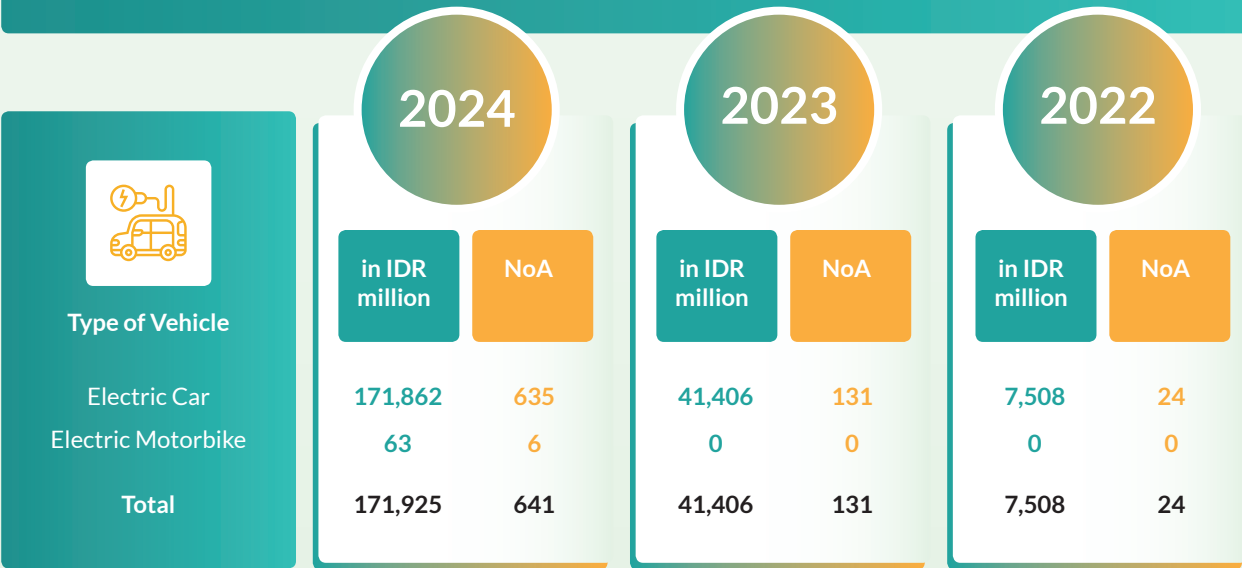 2024 2023 2022
Type of Vehicle
in IDR million NoA in IDR million NoA in IDR million NoA
Electric Car 171,862 635 41,406 131 7,508 24
Electric Motorbike 63 6 0 0 0 0
Total 171,925 641 41,406 131 7,508 24